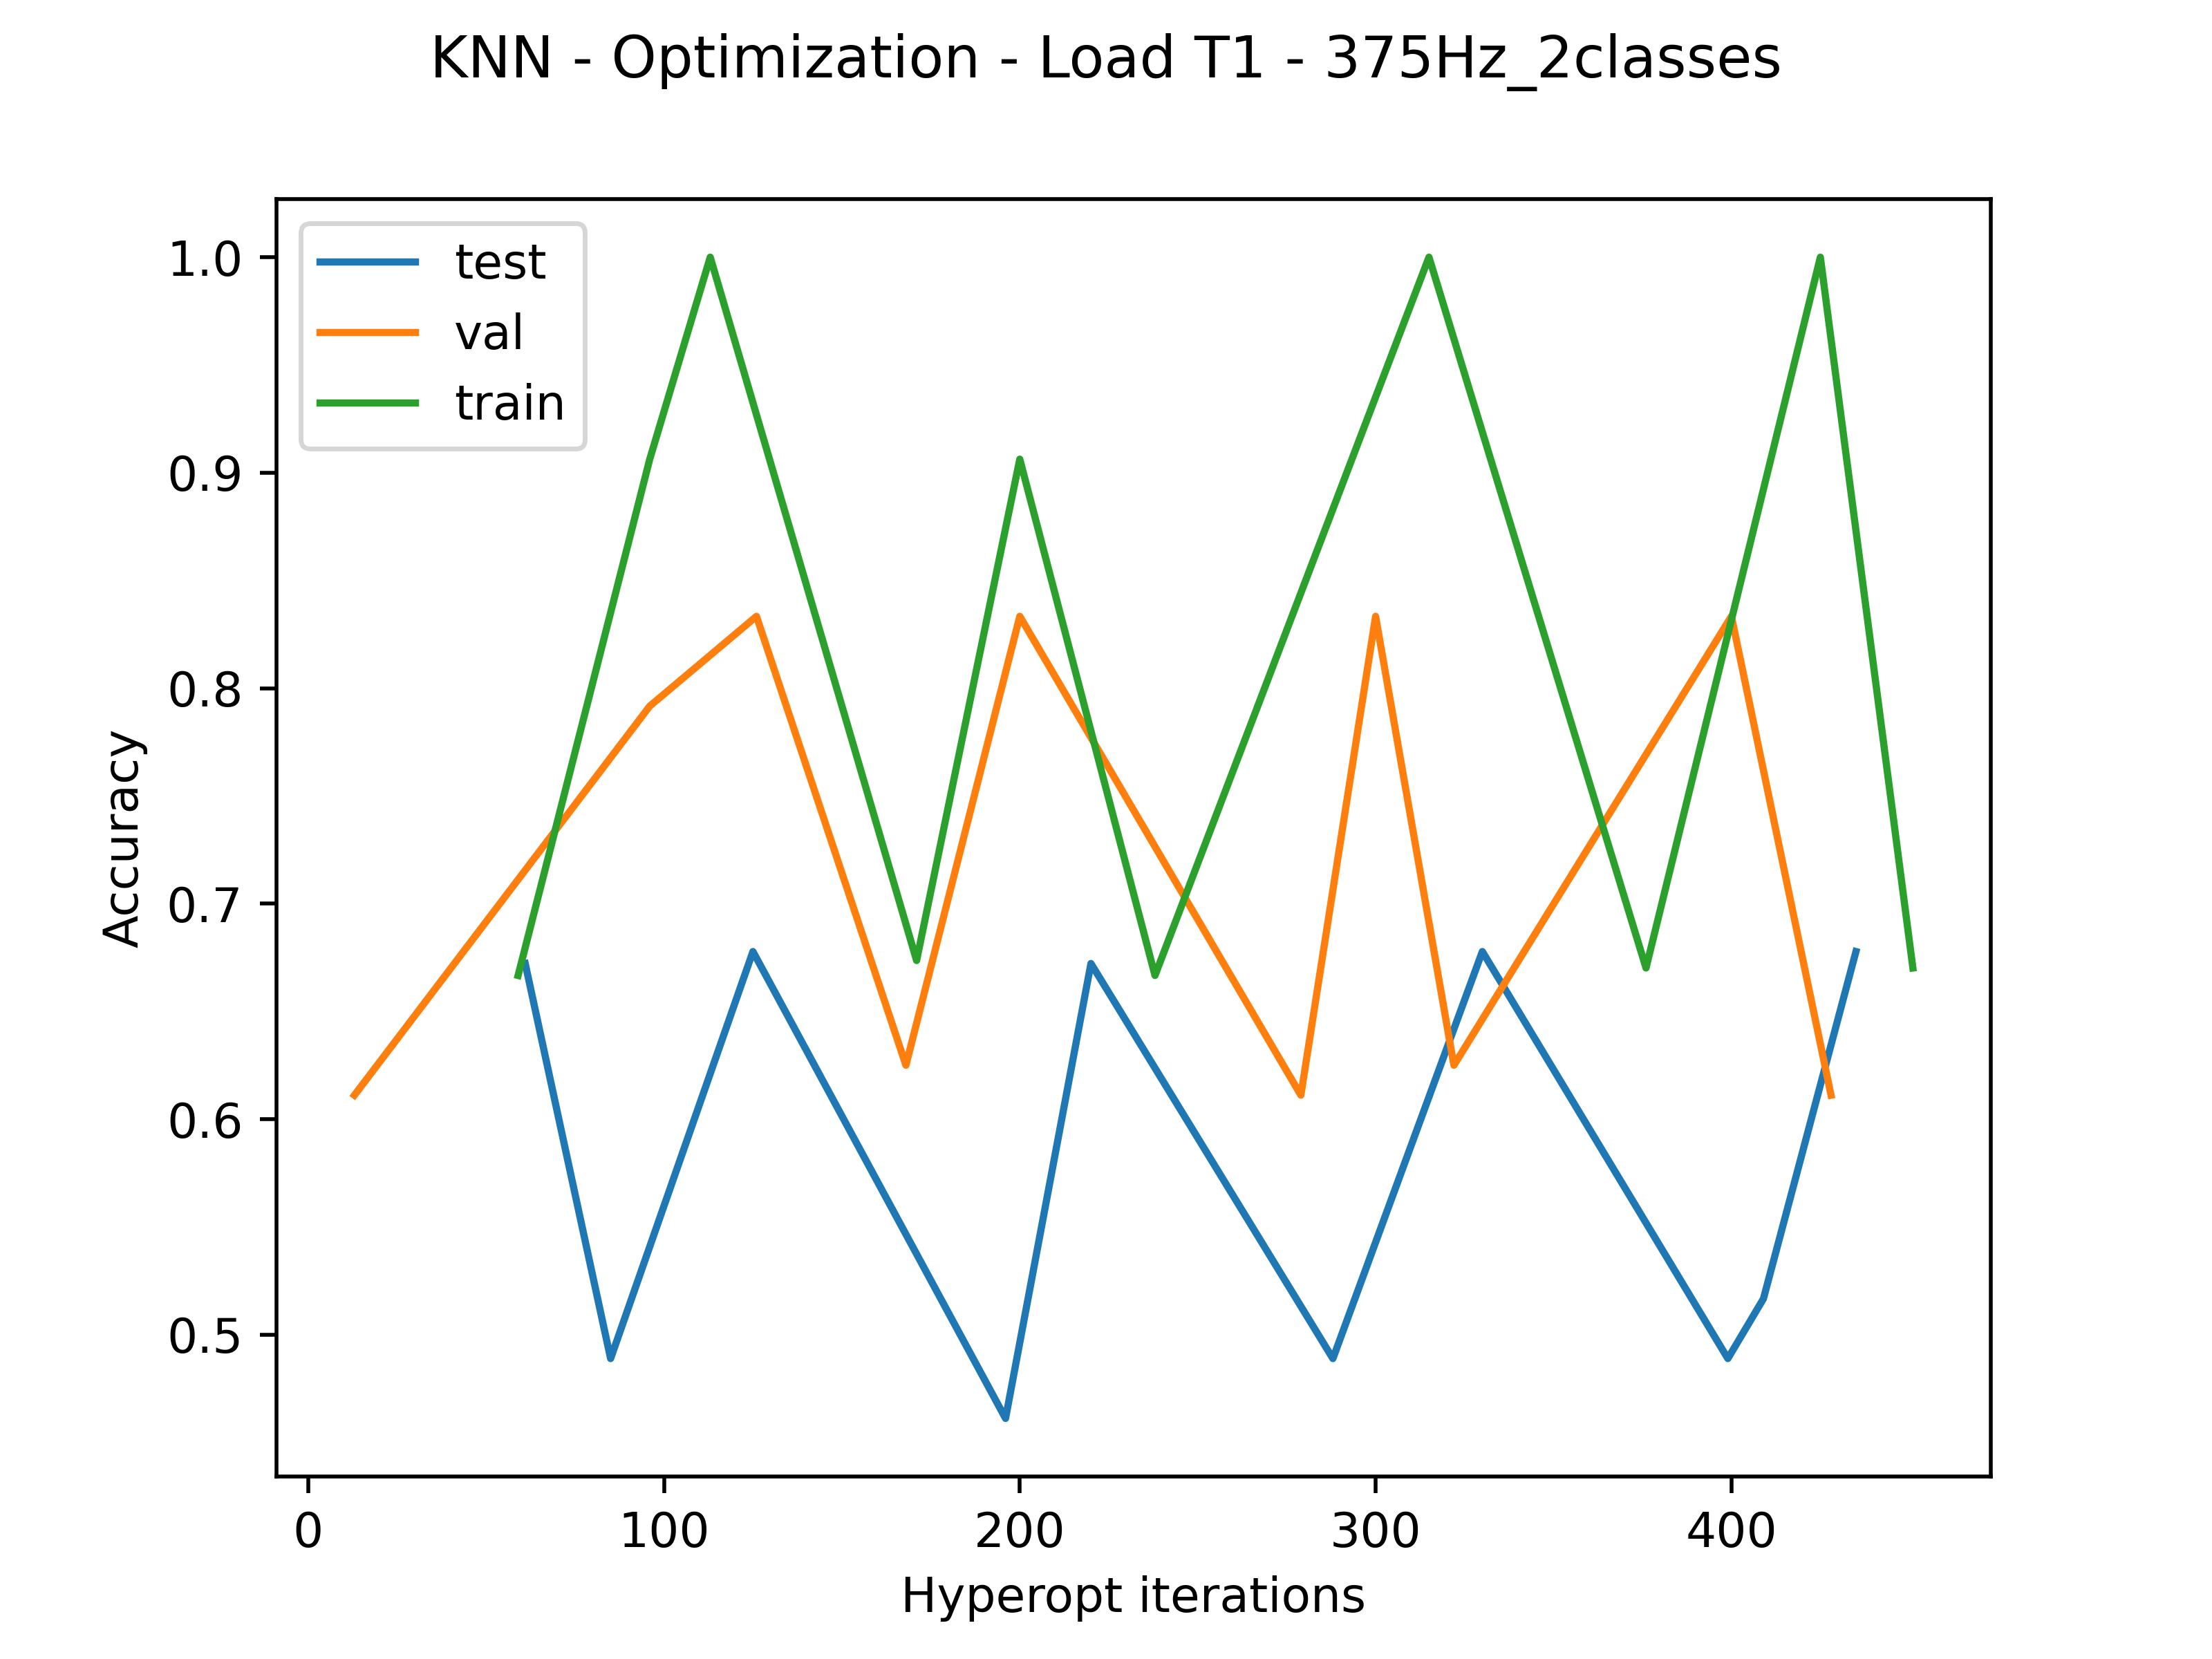 KNN - Optimization - Load T1 - 375Hz_2classes
test
val
train
1.0
0.9
0.8
0.7
0.6
0.5
Accuracy
0 100 200 300 400
Hyperopt iterations